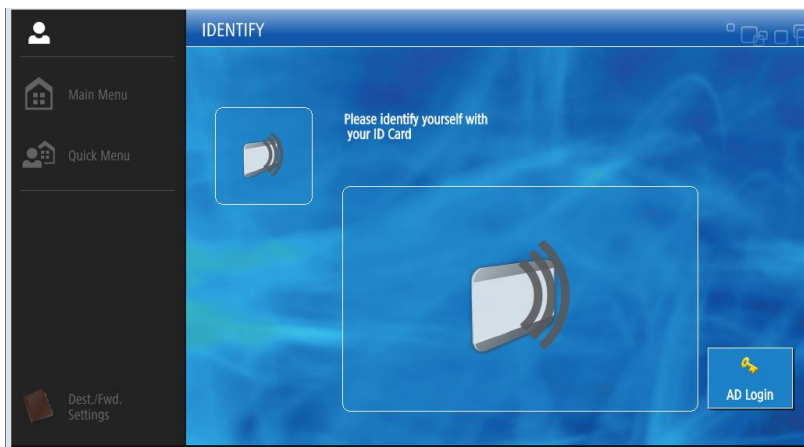 IDENTIFY
Main Menu
Quick Menu
Please identify yourself with
your ID Card
AD Login
Dest./Fwd.
Settings